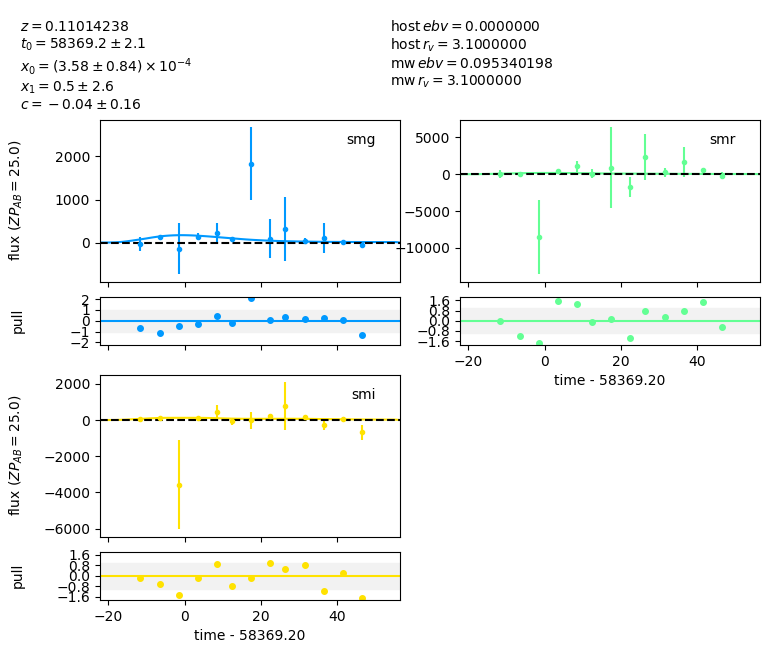 z = 0.11014238
t₀ = 58369.2 ± 2.1
x₀ = (3.58 ± 0.84) × 10⁻⁴
x₁ = 0.5 ± 2.6
c = −0.04 ± 0.16
host ebv = 0.0000000
host rᵥ = 3.1000000
mw ebv = 0.095340198
mw rᵥ = 3.1000000
smg
flux (ZP_AB = 25.0)
2000
1000
0
smr
5000
0
−5000
−10000
pull
2
1
0
−1
−2
1.6
0.8
0.0
−0.8
−1.6
−20 0 20 40
time - 58369.20
smi
flux (ZP_AB = 25.0)
2000
0
−2000
−4000
−6000
pull
1.6
0.8
0.0
−0.8
−1.6
−20 0 20 40
time - 58369.20